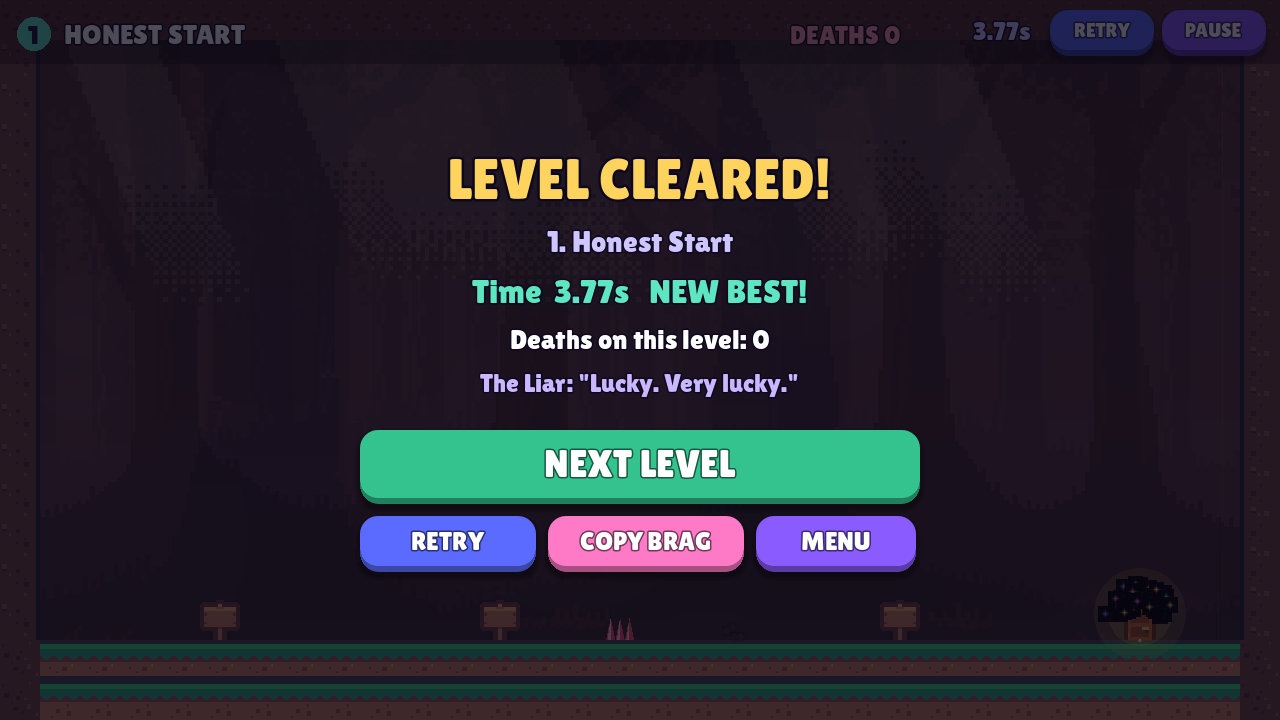 1 HONEST START
DEATHS 0
3.77s
RETRY
PAUSE
LEVEL CLEARED!
1. Honest Start
Time 3.77s NEW BEST!
Deaths on this level: 0
The Liar: "Lucky. Very lucky."
NEXT LEVEL
RETRY
COPY BRAG
MENU